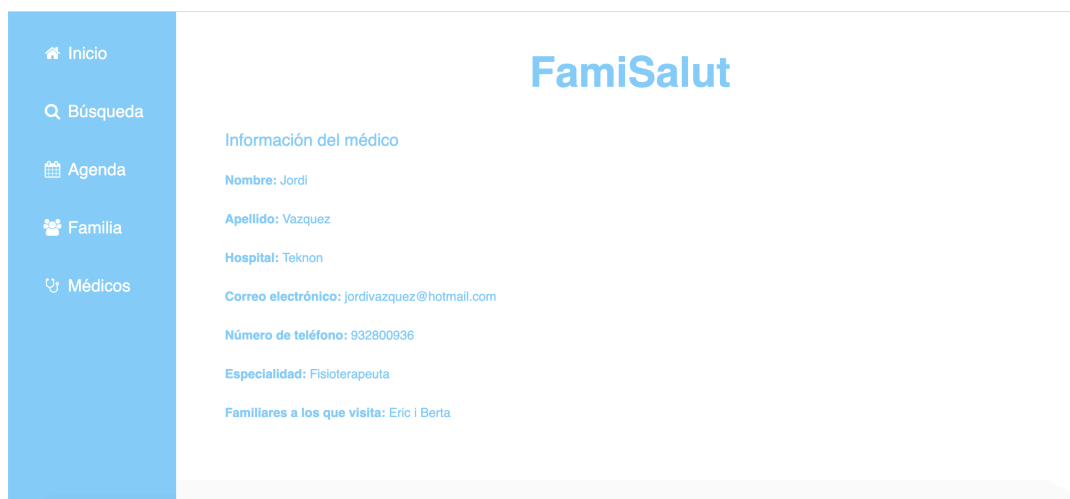 Inicio
Búsqueda
Agenda
Familia
Médicos
FamiSalut
Información del médico
Nombre: Jordi
Apellido: Vazquez
Hospital: Teknon
Correo electrónico: jordivazquez@hotmail.com
Número de teléfono: 932800936
Especialidad: Fisioterapeuta
Familiares a los que visita: Eric i Berta